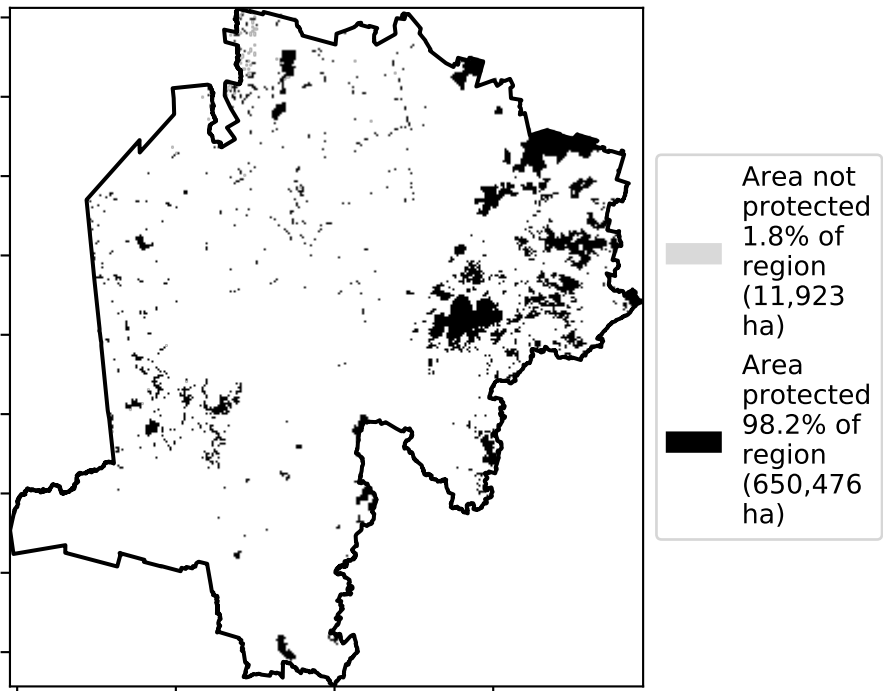 Area not
protected
1.8% of
region
(11,923
ha)
Area
protected
98.2% of
region
(650,476
ha)